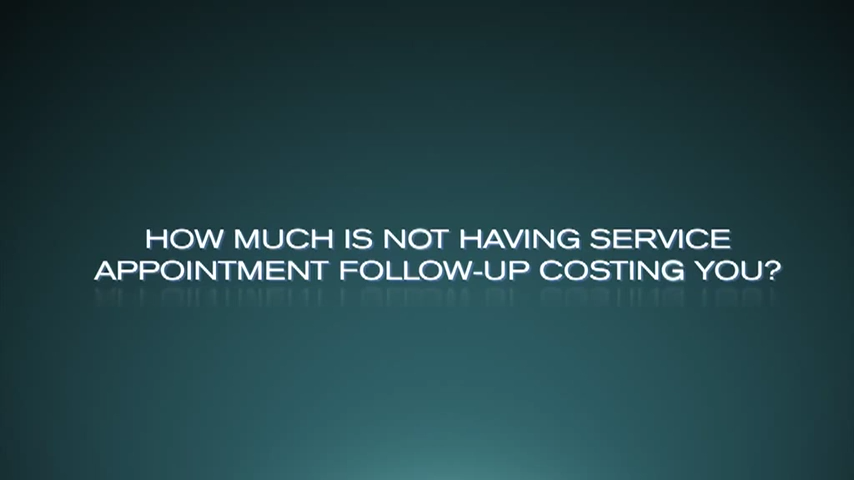 HOW MUCH IS NOT HAVING SERVICE
APPOINTMENT FOLLOW-UP COSTING YOU?